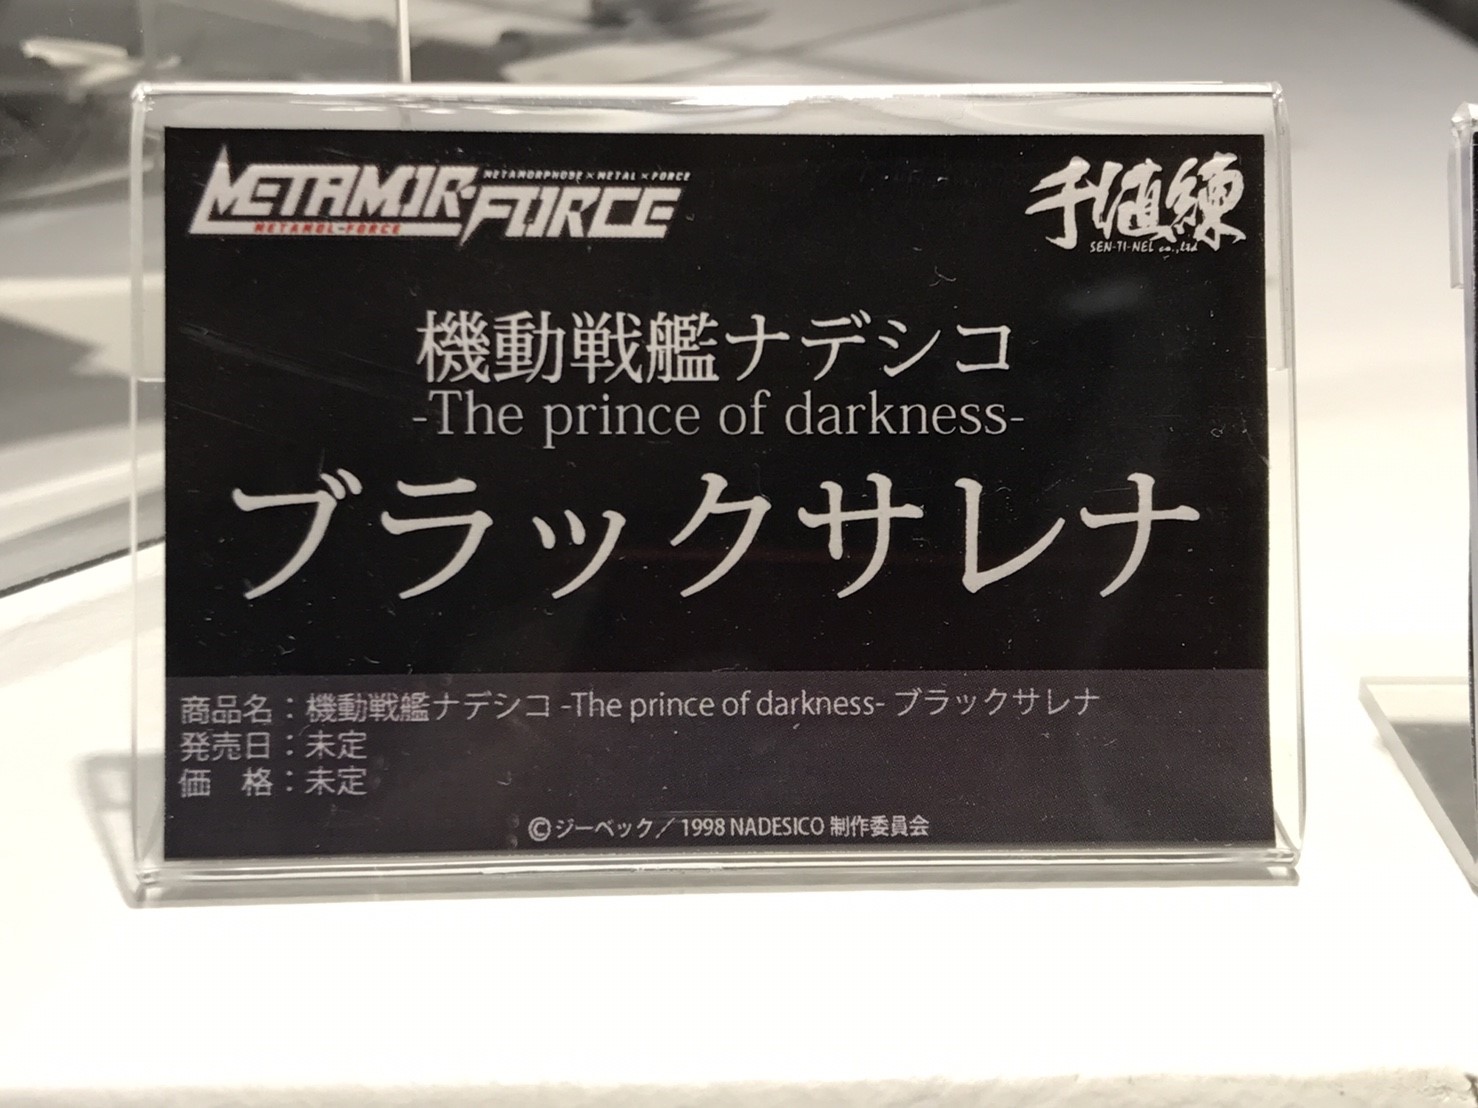 METAMOR-FORCE
METAMORPHOSE×METAL×FORCE
METAMOL-FORCE
千値練
SEN-TI-NEL co.,ltd
機動戦艦ナデシコ
-The prince of darkness-
ブラックサレナ
商品名：機動戦艦ナデシコ -The prince of darkness- ブラックサレナ
発売日：未定
価　格：未定
©ジーベック／1998 NADESICO 制作委員会